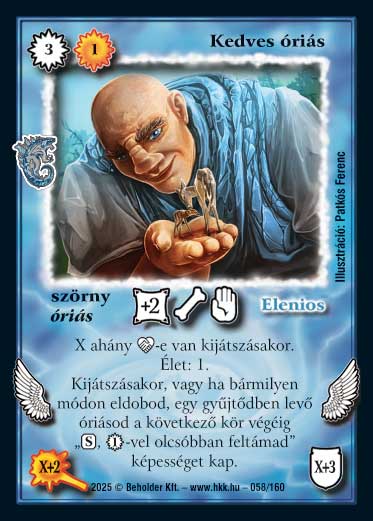 3 1 Kedves óriás
Illusztráció: Patkós Ferenc
szörny
óriás
+2
Elenios
X ahány -e van kijátszásakor.
Élet: 1.
Kijátszásakor, vagy ha bármilyen
módon eldobod, egy gyűjtődben levő
óriásod a következő kör végéig
„S, 1-vel olcsóbban feltámad”
képességet kap.
X+2
X+3
2025 © Beholder Kft. – www.hkk.hu – 058/160